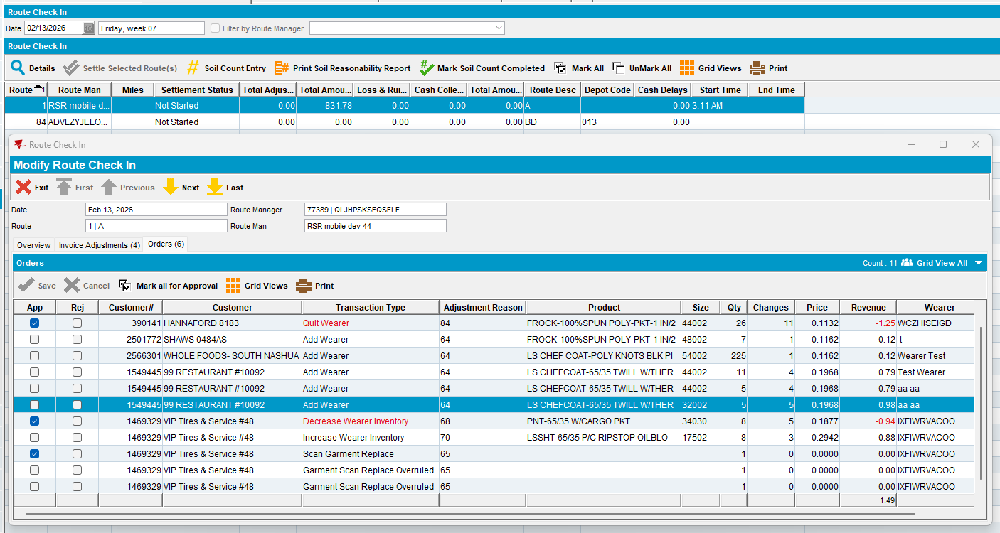 Route Check In
Date 02/13/2026 Friday, week 07 Filter by Route Manager
Route Check In
Details Settle Selected Route(s) Soil Count Entry Print Soil Reasonability Report Mark Soil Count Completed Mark All UnMark All Grid Views Print
Route 1 Route Man Miles Settlement Status Total Adjus... Total Amou... Loss & Rui... Cash Colle... Total Amou... Route Desc Depot Code Cash Delays Start Time End Time
1 RSR mobile d... Not Started 0.00 831.78 0.00 0.00 0.00 A 0.00 3:11 AM
84 ADVLZYJELO... Not Started 0.00 0.00 0.00 0.00 0.00 BD 013 0.00
Route Check In
Modify Route Check In
Exit First Previous Next Last
Date Feb 13, 2026 Route Manager 77389 | QLJHPSKSEQSELE
Route 1 | A Route Man RSR mobile dev 44
Overview Invoice Adjustments (4) Orders (6)
Orders Count : 11 Grid View All
Save Cancel Mark all for Approval Grid Views Print
App Rej Customer# Customer Transaction Type Adjustment Reason Product Size Qty Changes Price Revenue Wearer
390141 HANNAFORD 8183 Quit Wearer 84 FROCK-100%SPUN POLY-PKT-1 IN/2 44002 26 11 0.1132 -1.25 WCZHISEIGD
2501772 SHAWS 0484AS Add Wearer 64 FROCK-100%SPUN POLY-PKT-1 IN/2 48002 7 1 0.1162 0.12 t
2566301 WHOLE FOODS- SOUTH NASHUA Add Wearer 64 LS CHEF COAT-POLY KNOTS BLK PI 54002 225 1 0.1162 0.12 Wearer Test
1549445 99 RESTAURANT #10092 Add Wearer 64 LS CHEFCOAT-65/35 TWILL W/THER 44002 11 4 0.1968 0.79 Test Wearer
1549445 99 RESTAURANT #10092 Add Wearer 64 LS CHEFCOAT-65/35 TWILL W/THER 44002 5 4 0.1968 0.79 aa aa
1549445 99 RESTAURANT #10092 Add Wearer 64 LS CHEFCOAT-65/35 TWILL W/THER 32002 5 5 0.1968 0.98 aa aa
1469329 VIP Tires & Service #48 Decrease Wearer Inventory 68 PNT-65/35 W/CARGO PKT 34030 8 5 0.1877 -0.94 IXFIWRVACOO
1469329 VIP Tires & Service #48 Increase Wearer Inventory 70 LSSHT-65/35 P/C RIPSTOP OILBLO 17502 8 3 0.2942 0.88 IXFIWRVACOO
1469329 VIP Tires & Service #48 Scan Garment Replace 65 1 0 0.0000 0.00 IXFIWRVACOO
1469329 VIP Tires & Service #48 Garment Scan Replace Overruled 65 1 0 0.0000 0.00 IXFIWRVACOO
1469329 VIP Tires & Service #48 Garment Scan Replace Overruled 65 1 0 0.0000 0.00 IXFIWRVACOO
1.49